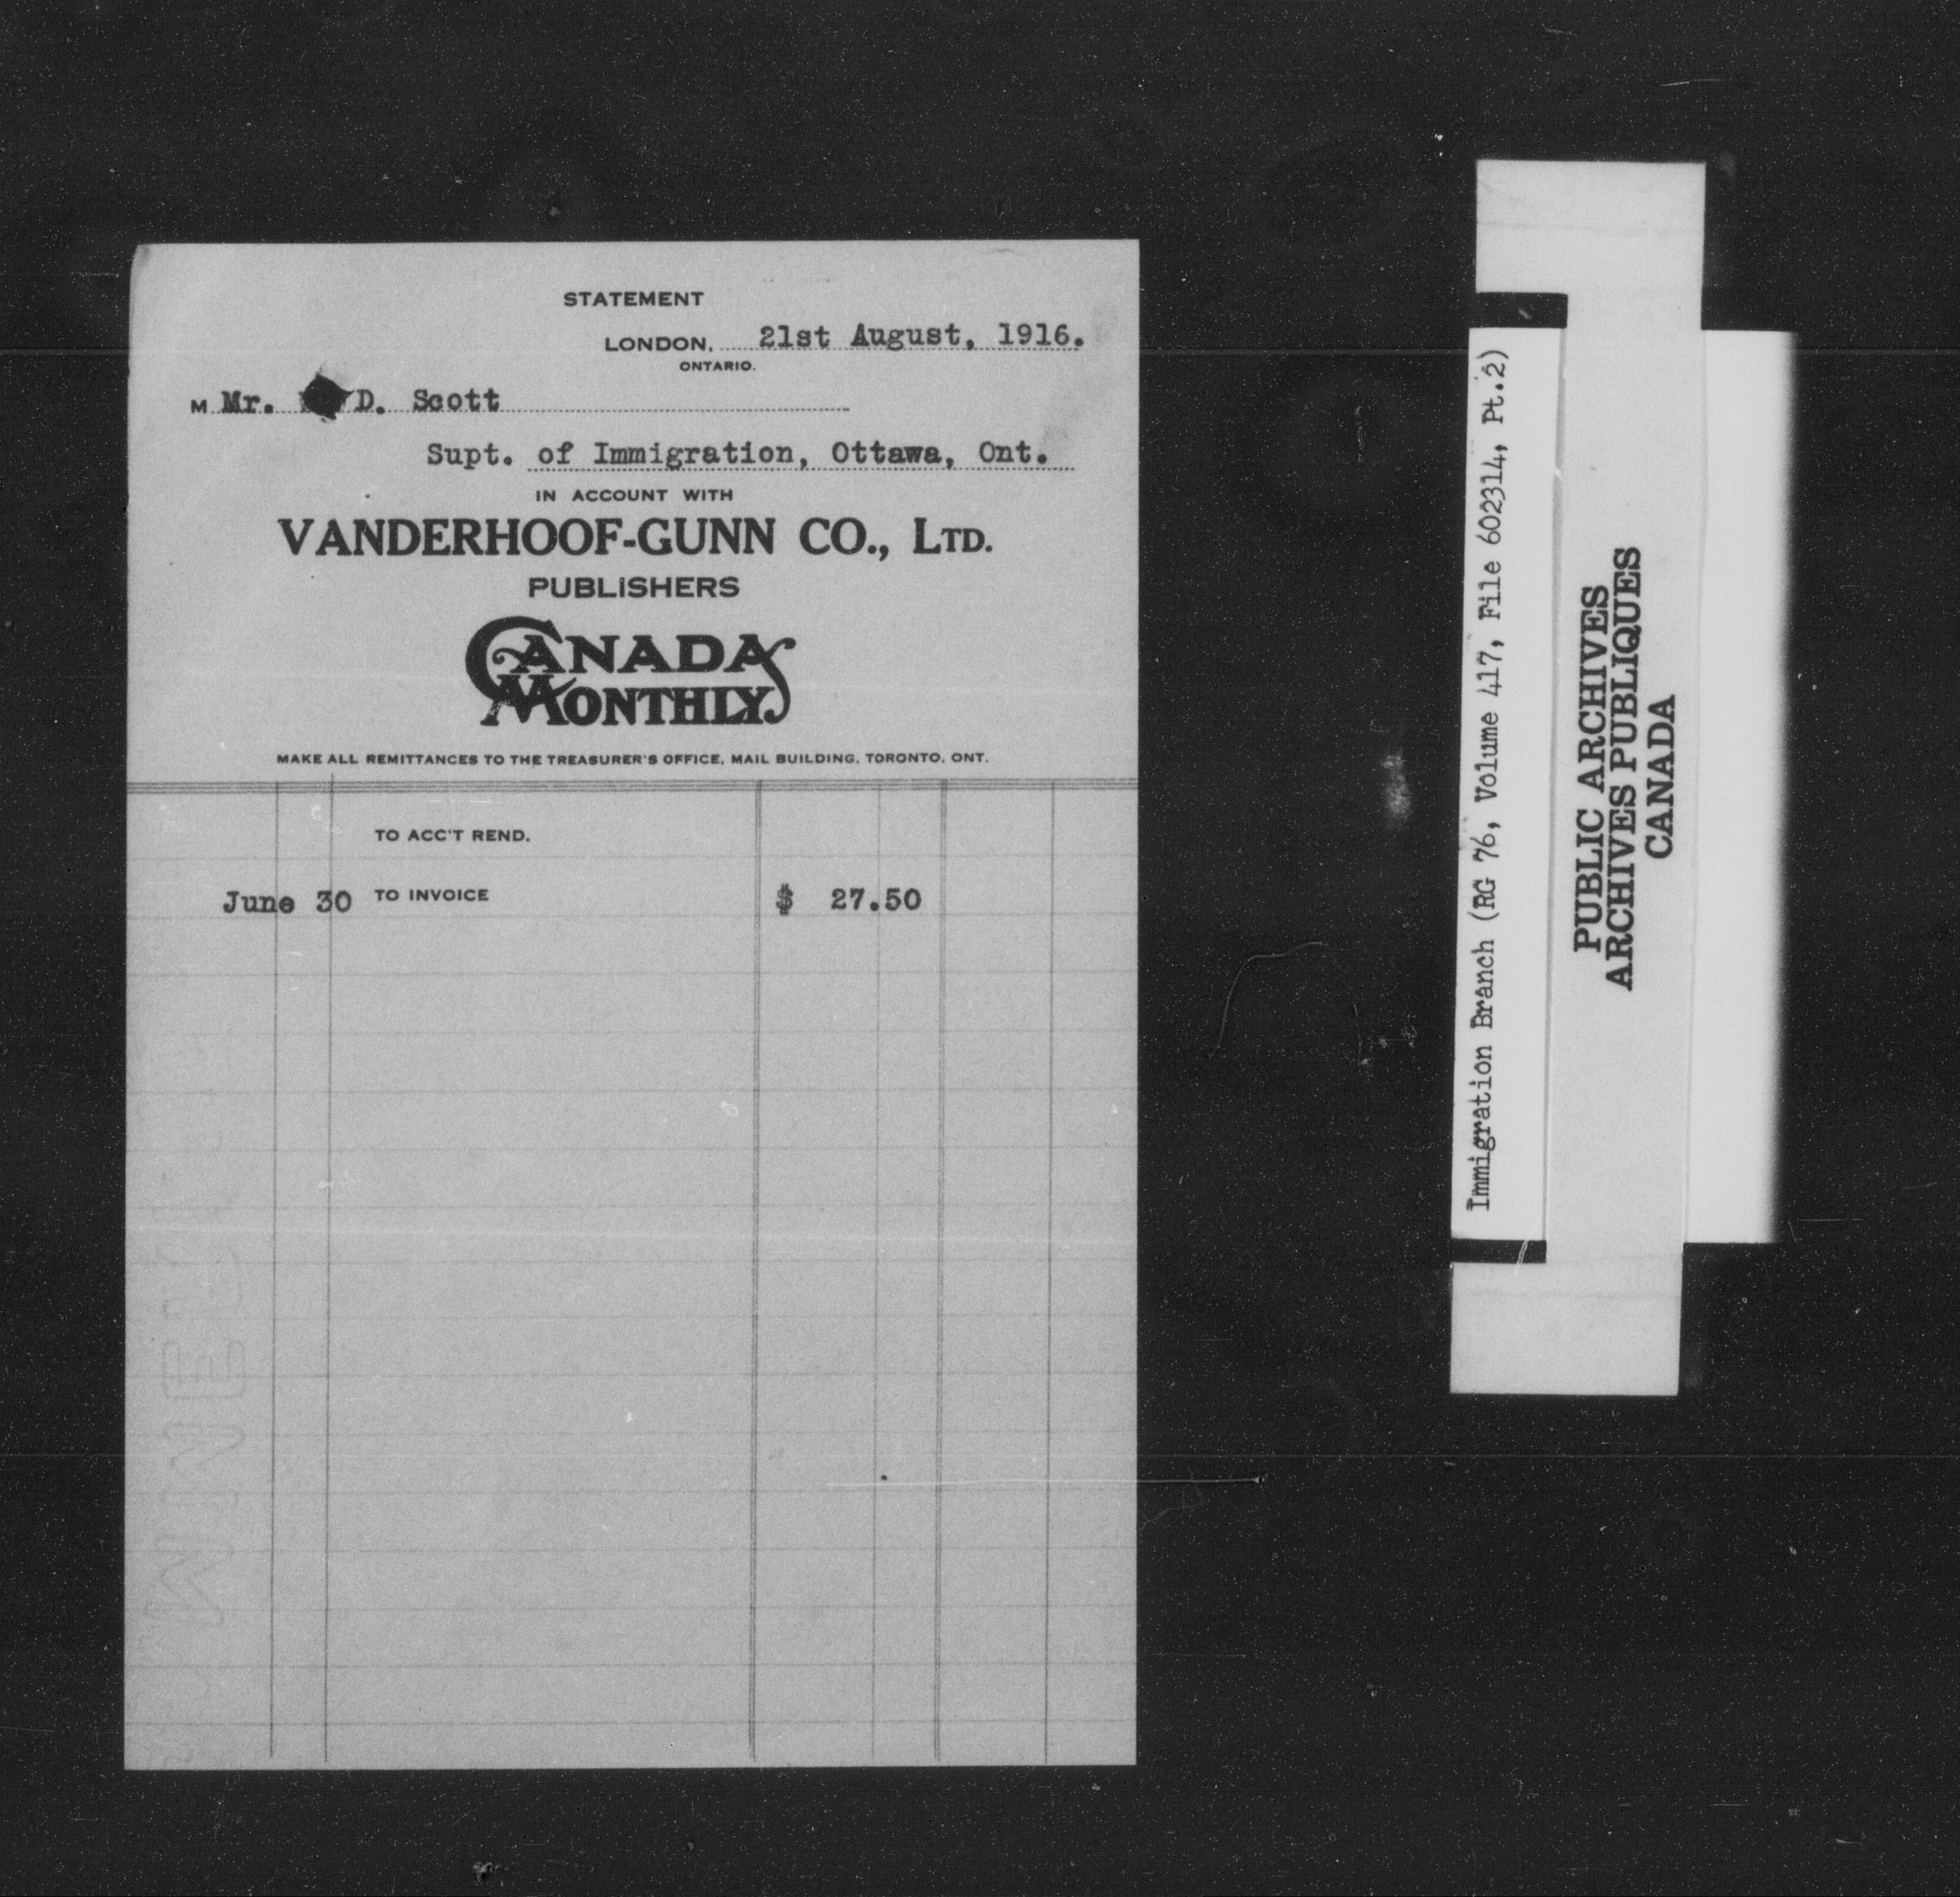 STATEMENT
LONDON, 21st August, 1916.
ONTARIO.
M Mr. D. Scott
Supt. of Immigration, Ottawa, Ont.
IN ACCOUNT WITH
VANDERHOOF-GUNN CO., LTD.
PUBLISHERS
CANADA
MONTHLY
MAKE ALL REMITTANCES TO THE TREASURER'S OFFICE, MAIL BUILDING, TORONTO, ONT.
TO ACC'T REND.
June 30 TO INVOICE $ 27.50
Immigration Branch (RG 76, Volume 417, File 602314, Pt.2)
PUBLIC ARCHIVES
ARCHIVES PUBLIQUES
CANADA